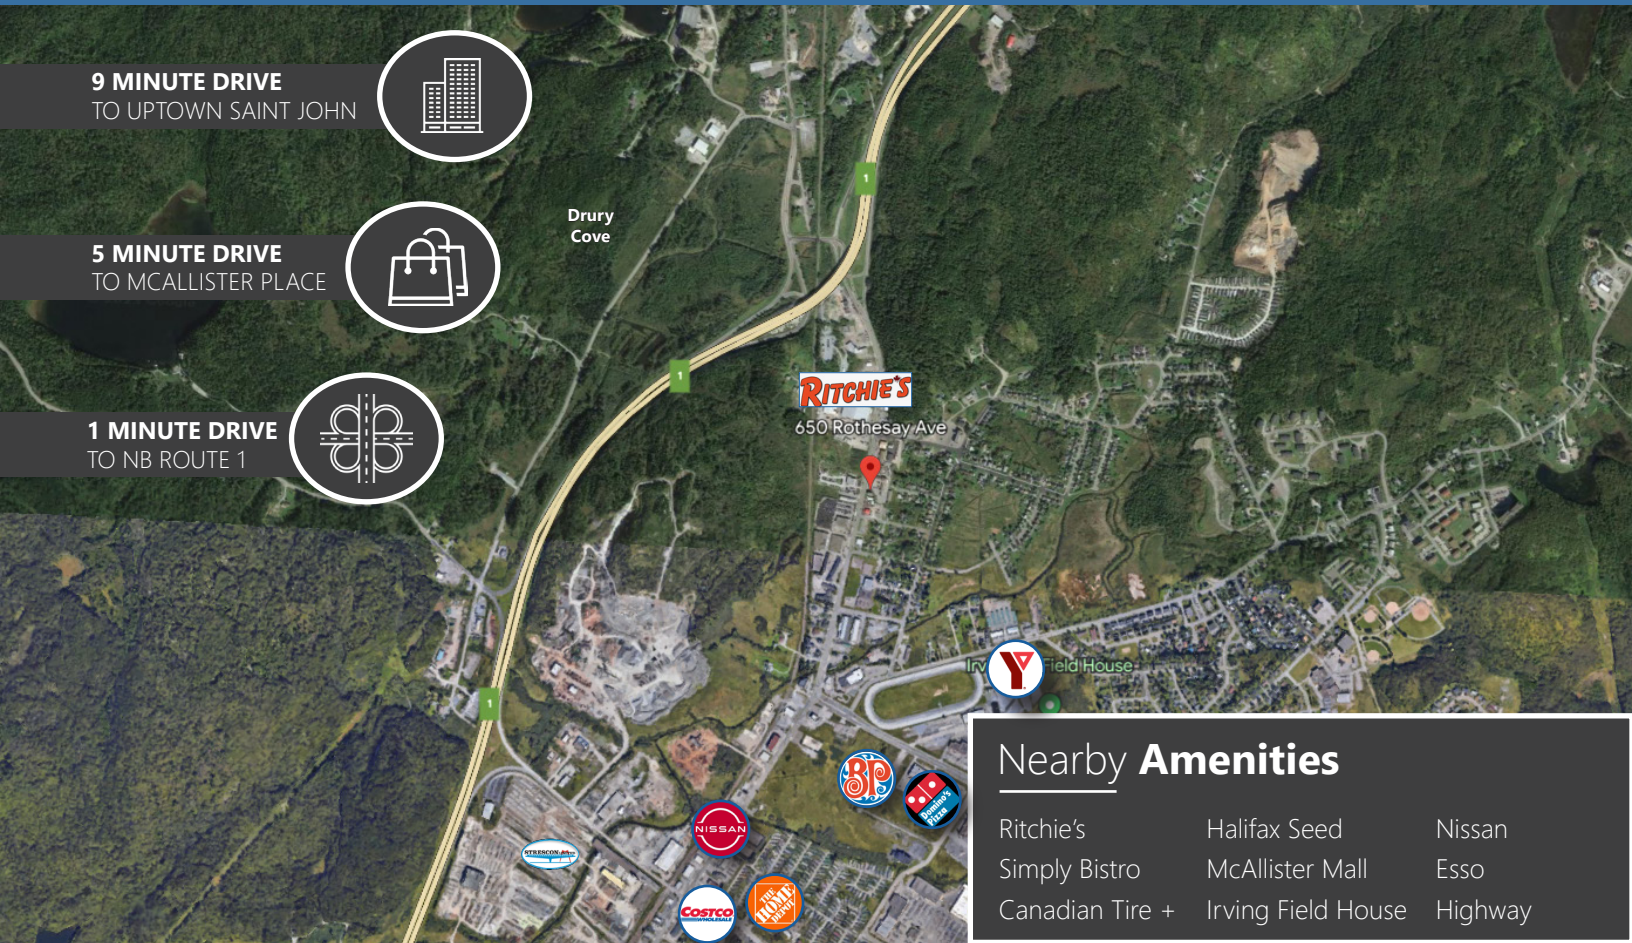 9 MINUTE DRIVE
TO UPTOWN SAINT JOHN
5 MINUTE DRIVE
TO MCALLISTER PLACE
1 MINUTE DRIVE
TO NB ROUTE 1
Drury
Cove
1
1
1
RITCHIE'S
650 Rothesay Ave
Irv
Y
Field House
BP
Domino's
Pizza
NISSAN
STRESCON
COSTCO
WHOLESALE
THE
HOME
DEPOT
Nearby Amenities
Ritchie's
Simply Bistro
Canadian Tire +
Halifax Seed
McAllister Mall
Irving Field House
Nissan
Esso
Highway